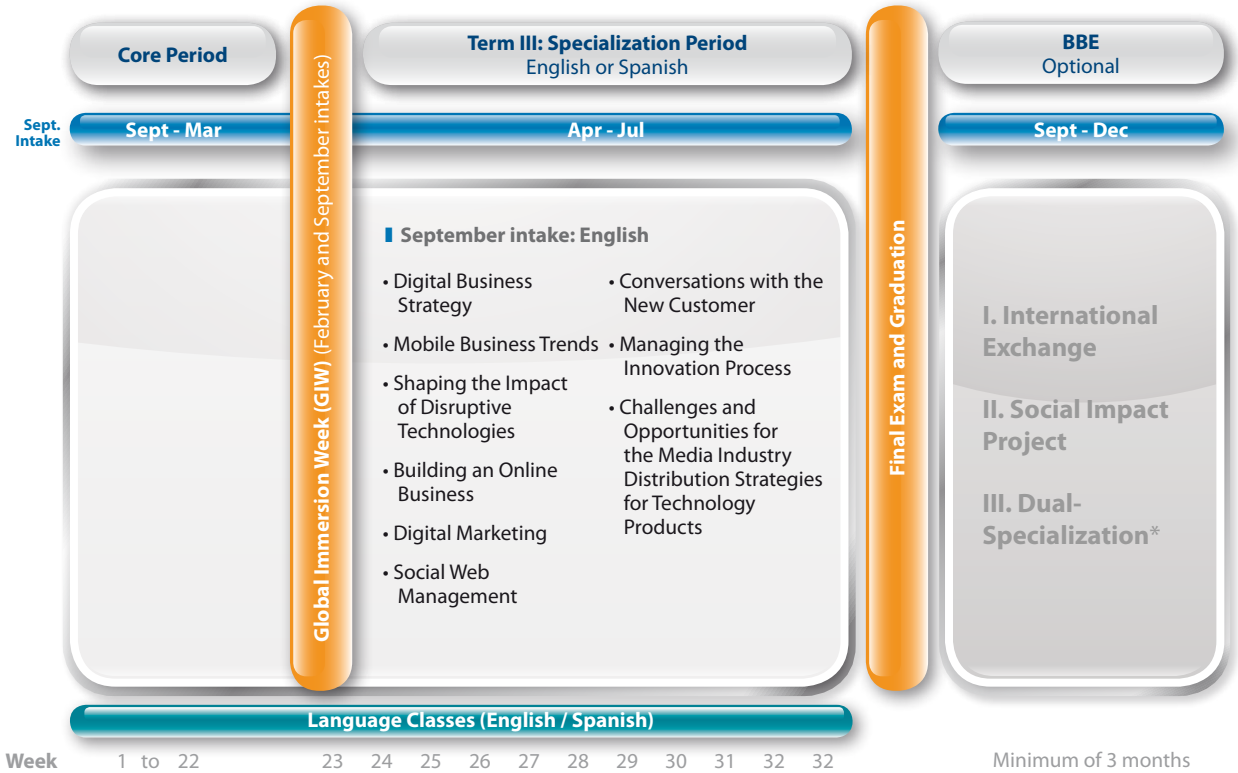 Core Period
Term III: Specialization Period
English or Spanish
BBE
Optional
Sept.
Intake
Sept - Mar
Apr - Jul
Sept - Dec
Global Immersion Week (GIW) (February and September intakes)
September intake: English
• Digital Business
Strategy
• Mobile Business Trends
• Shaping the Impact
of Disruptive
Technologies
• Building an Online
Business
• Digital Marketing
• Social Web
Management
• Conversations with the
New Customer
• Managing the
Innovation Process
• Challenges and
Opportunities for
the Media Industry
Distribution Strategies
for Technology
Products
Final Exam and Graduation
I. International
Exchange
II. Social Impact
Project
III. Dual-
Specialization*
Language Classes (English / Spanish)
Week 1 to 22 23 24 25 26 27 28 29 30 31 32 32 Minimum of 3 months